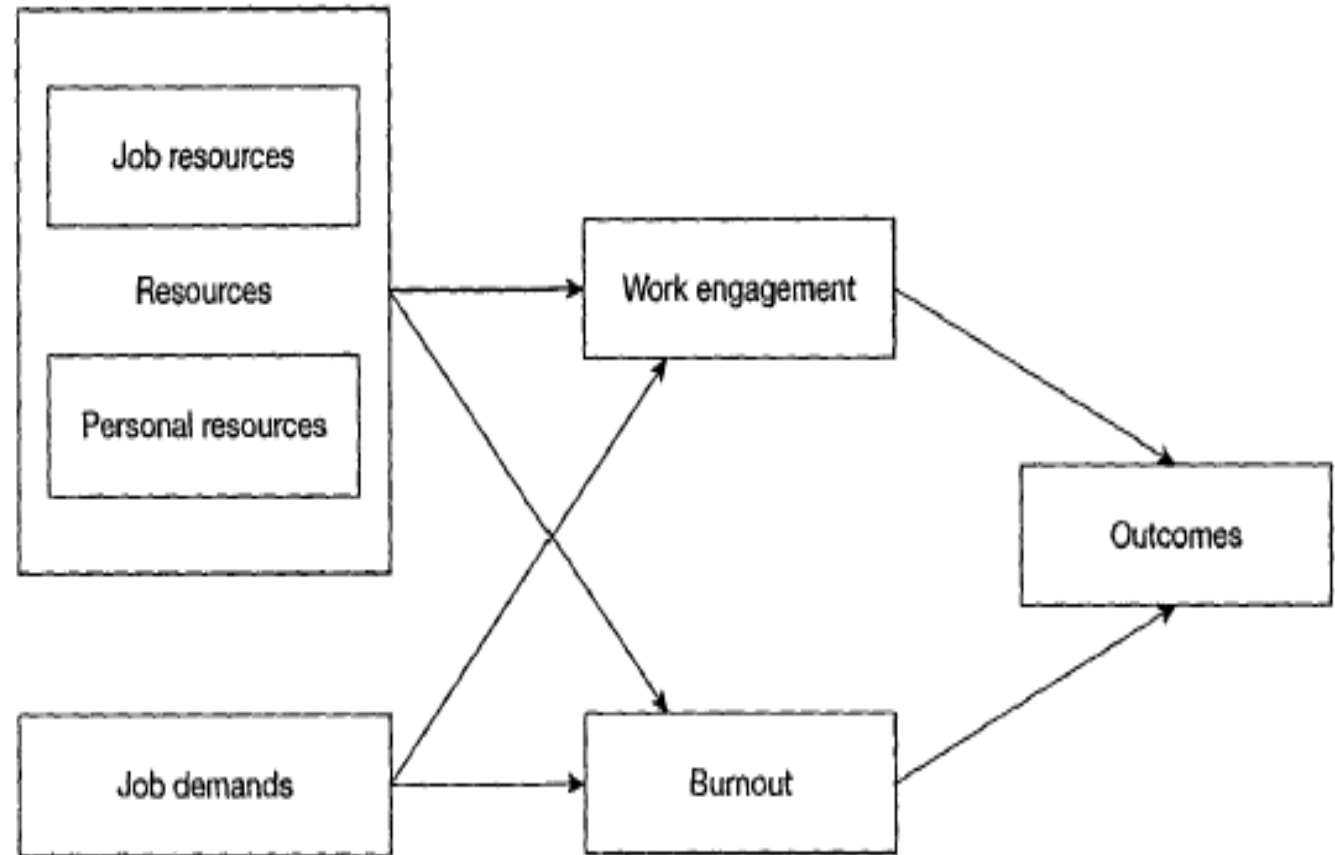 Job resources
Resources
Personal resources
Job demands
Work engagement
Burnout
Outcomes